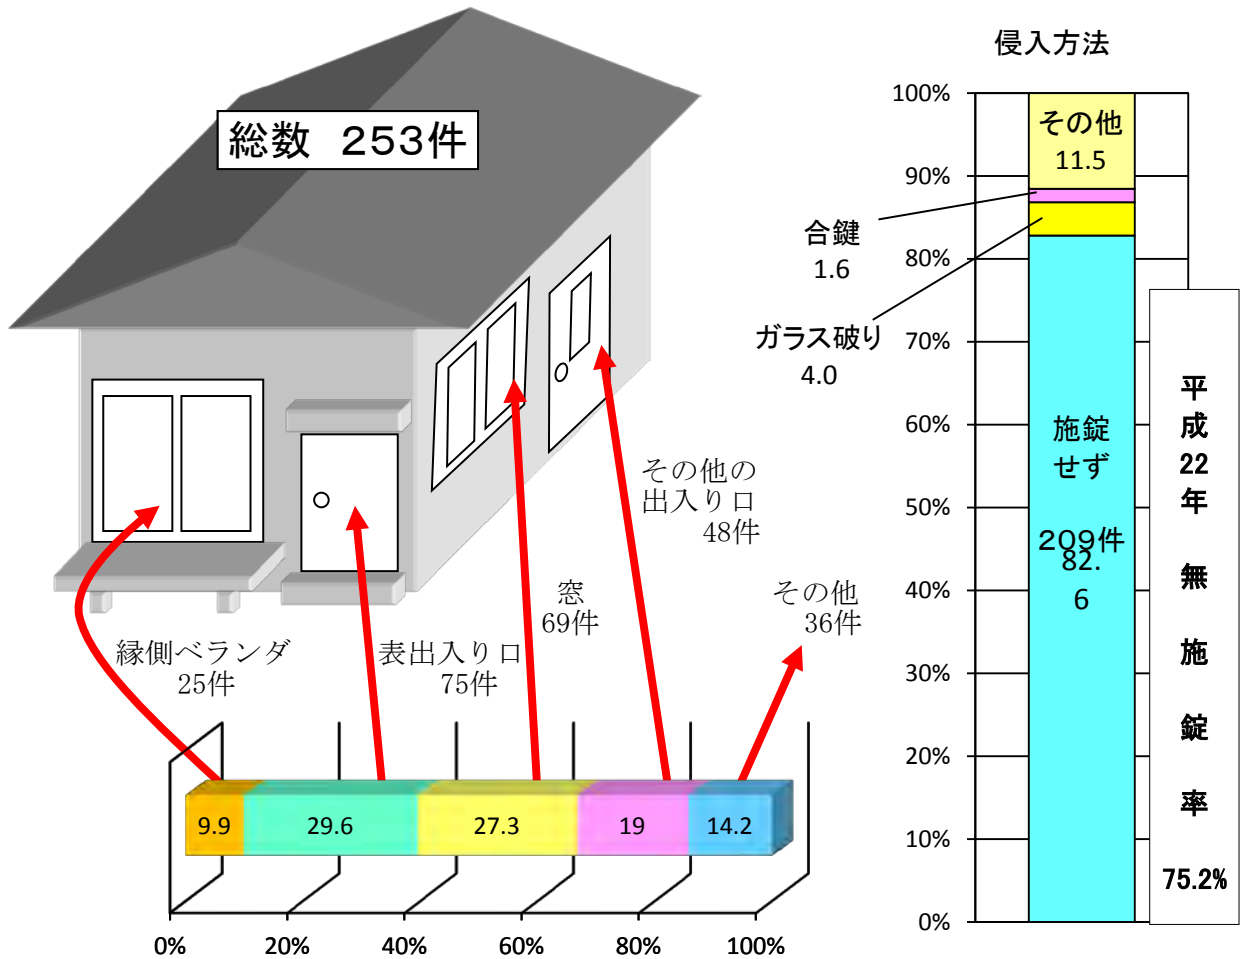 総数　253件
縁側ベランダ
25件
表出入り口
75件
窓
69件
その他の
出入り口
48件
その他
36件
9.9
29.6
27.3
19
14.2
0%
20%
40%
60%
80%
100%
侵入方法
100%
90%
80%
70%
60%
50%
40%
30%
20%
10%
0%
その他
11.5
合鍵
1.6
ガラス破り
4.0
施錠
せず
209件
82.
6
平成22年　無施錠率
75.2%